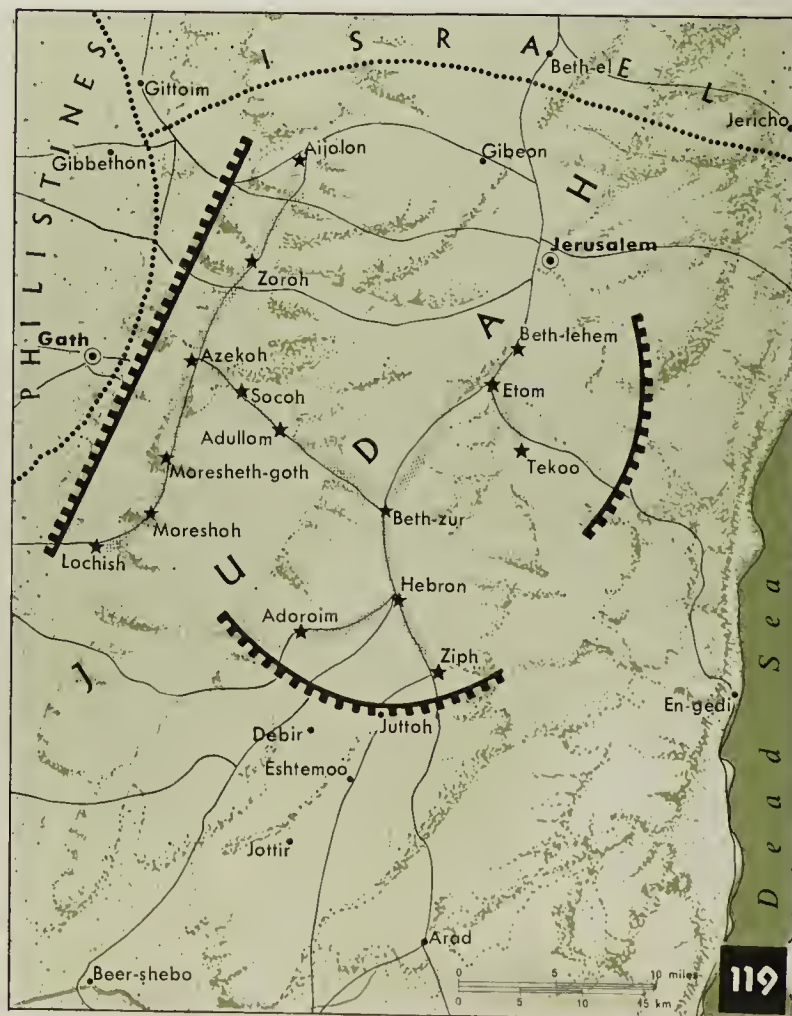 ISRAEL
Beth-el
Gittaim
Jericho
PHILISTINES
Gibbethon
Aijalon
Gibeon
JUDAH
Jerusalem
Zorah
Gath
Azekah
Beth-lehem
Socoh
Etam
Adullam
Tekoa
Moresheth-gath
Mareshah
Beth-zur
Lachish
Hebron
Adoraim
Ziph
En-gedi
Dead Sea
Juttah
Debir
Eshtemoa
Jattir
Arad
Beer-sheba
0 5 10 miles
0 5 10 15 km
119